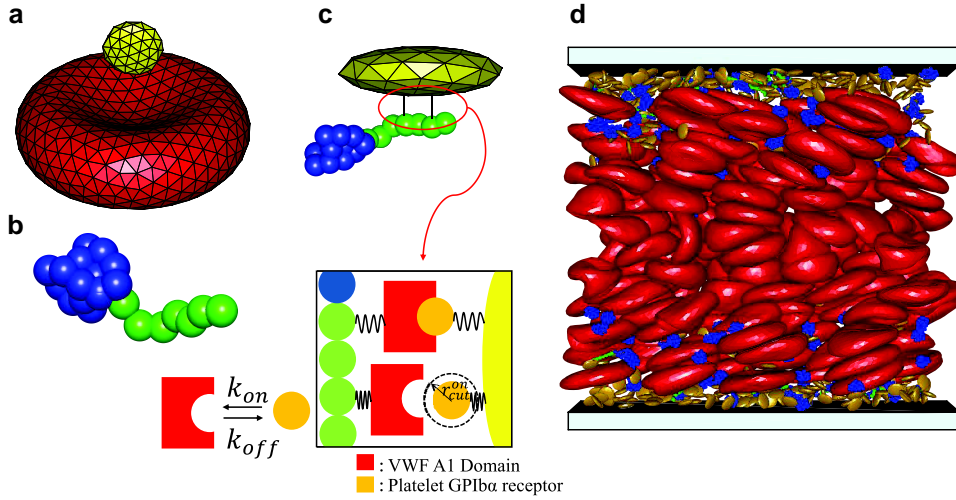 a
c
d
b
k_on
k_off
r_cut^on
: VWF A1 Domain
: Platelet GPIbα receptor